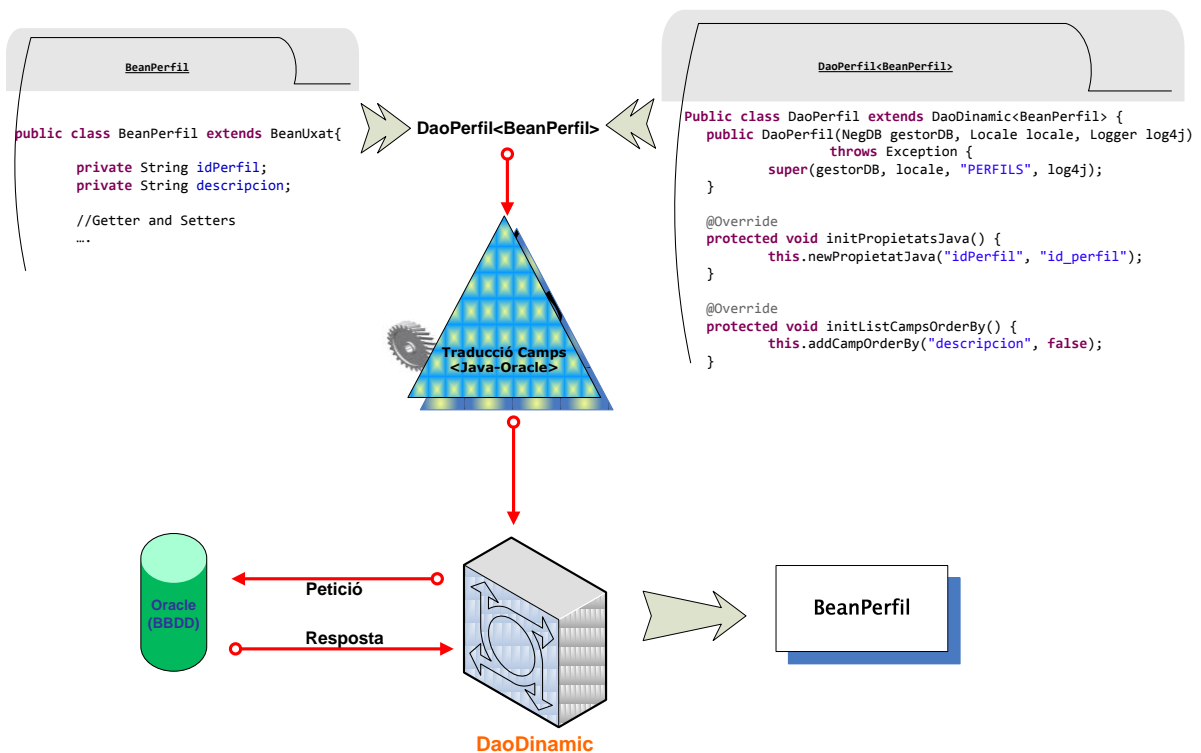 BeanPerfil
public class BeanPerfil extends BeanUxat{
private String idPerfil;
private String descripcion;
//Getter and Setters
….
DaoPerfil<BeanPerfil>
DaoPerfil<BeanPerfil>
Public class DaoPerfil extends DaoDinamic<BeanPerfil> {
public DaoPerfil(NegDB gestorDB, Locale locale, Logger log4j)
throws Exception {
super(gestorDB, locale, "PERFILS", log4j);
}
@Override
protected void initPropietatsJava() {
this.newPropietatJava("idPerfil", "id_perfil");
}
@Override
protected void initListCampsOrderBy() {
this.addCampOrderBy("descripcion", false);
}
Traducció Camps
<Java-Oracle>
Oracle
(BBDD)
Petició
Resposta
DaoDinamic
BeanPerfil